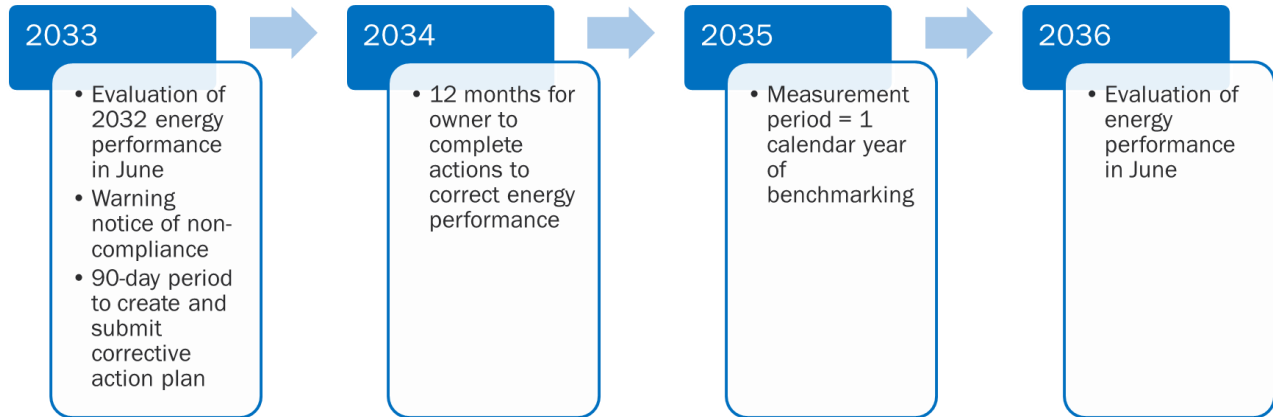 2033
• Evaluation of
2032 energy
performance
in June
• Warning
notice of non-
compliance
• 90-day period
to create and
submit
corrective
action plan
2034
• 12 months for
owner to
complete
actions to
correct energy
performance
2035
• Measurement
period = 1
calendar year
of
benchmarking
2036
• Evaluation of
energy
performance
in June